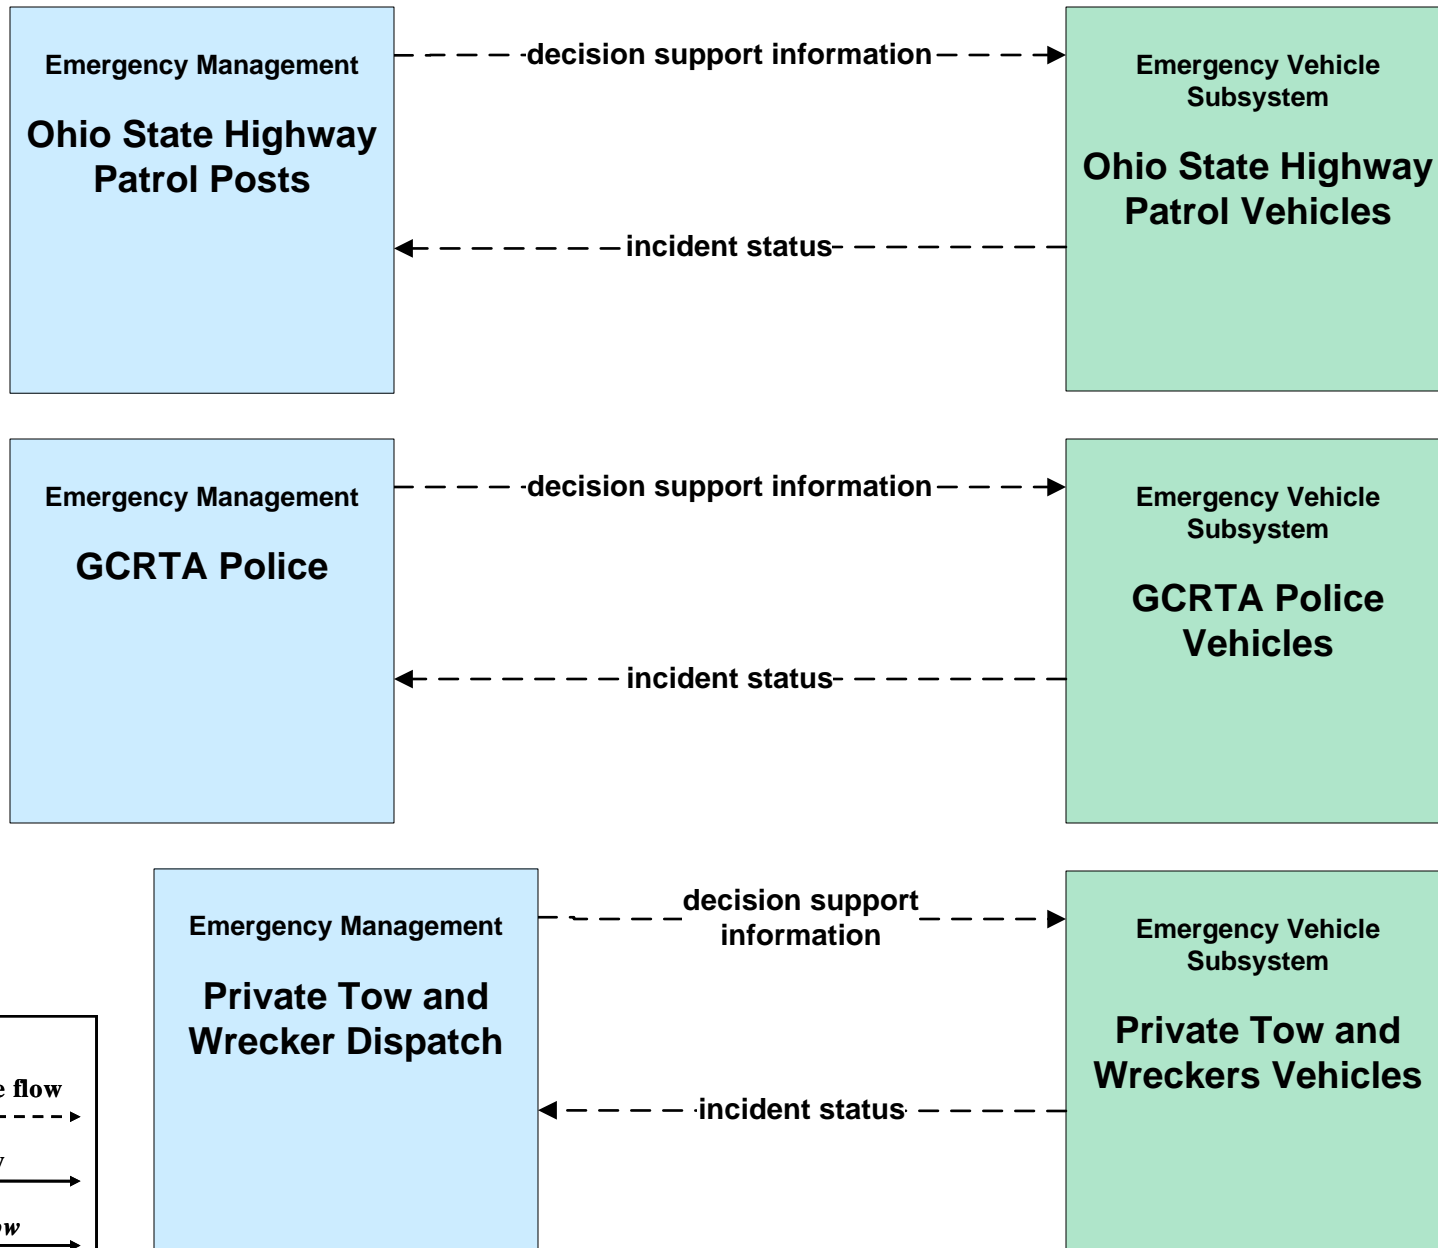 Emergency Management
Ohio State Highway
Patrol Posts
decision support information
incident status
Emergency Vehicle
Subsystem
Ohio State Highway
Patrol Vehicles
Emergency Management
GCRTA Police
decision support information
incident status
Emergency Vehicle
Subsystem
GCRTA Police
Vehicles
Emergency Management
Private Tow and
Wrecker Dispatch
decision support
information
incident status
Emergency Vehicle
Subsystem
Private Tow and
Wreckers Vehicles
flow